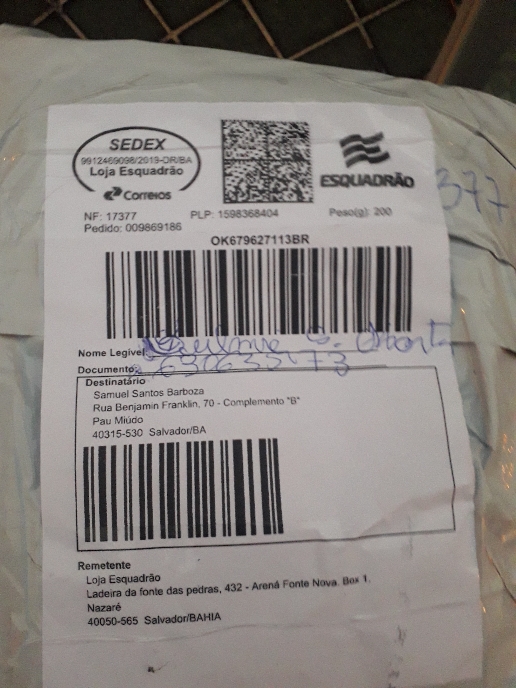 SEDEX
9912469098/2019-DR/BA
Loja Esquadrão
Correios
ESQUADRÃO
377
NF: 17377 PLP: 1598368404 Peso(g): 200
Pedido: 009869186
OK679627113BR
Nome Legível:
Documento:
Destinatário
Samuel Santos Barboza
Rua Benjamin Franklin, 70 - Complemento "B"
Pau Miúdo
40315-530 Salvador/BA
Remetente
Loja Esquadrão
Ladeira da fonte das pedras, 432 - Arena Fonte Nova. Box 1.
Nazaré
40050-565 Salvador/BAHIA